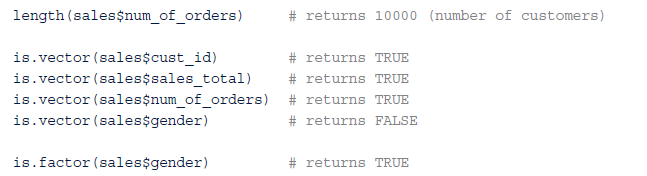 length(sales$num_of_orders)     # returns 10000 (number of customers)
is.vector(sales$cust_id)        # returns TRUE
is.vector(sales$sales_total)    # returns TRUE
is.vector(sales$num_of_orders)  # returns TRUE
is.vector(sales$gender)         # returns FALSE
is.factor(sales$gender)         # returns TRUE